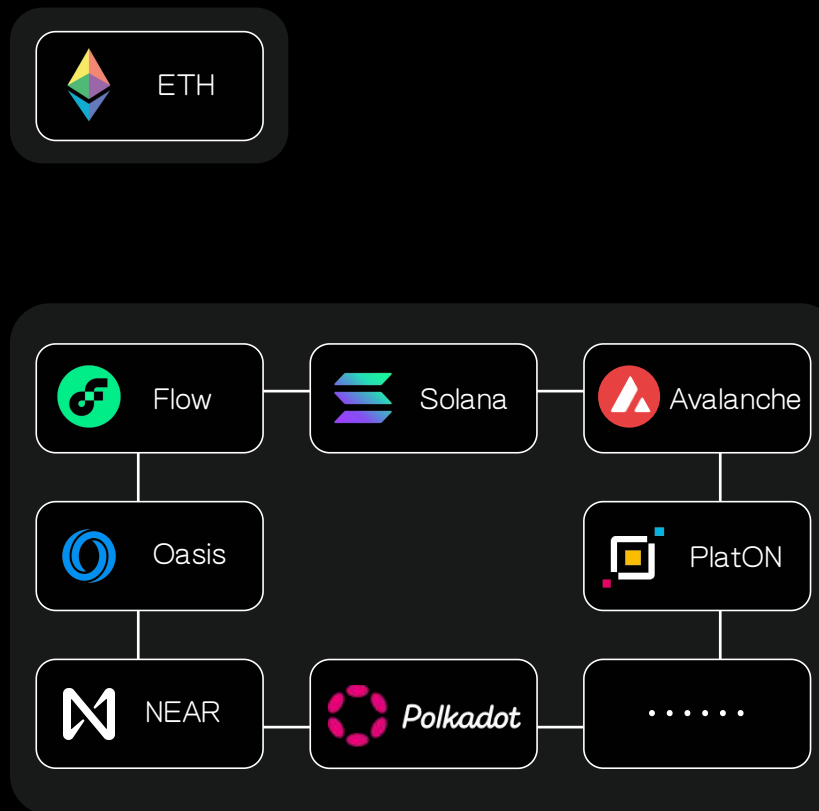 ETH
Flow
Solana
Avalanche
Oasis
PlatON
NEAR
Polkadot
......